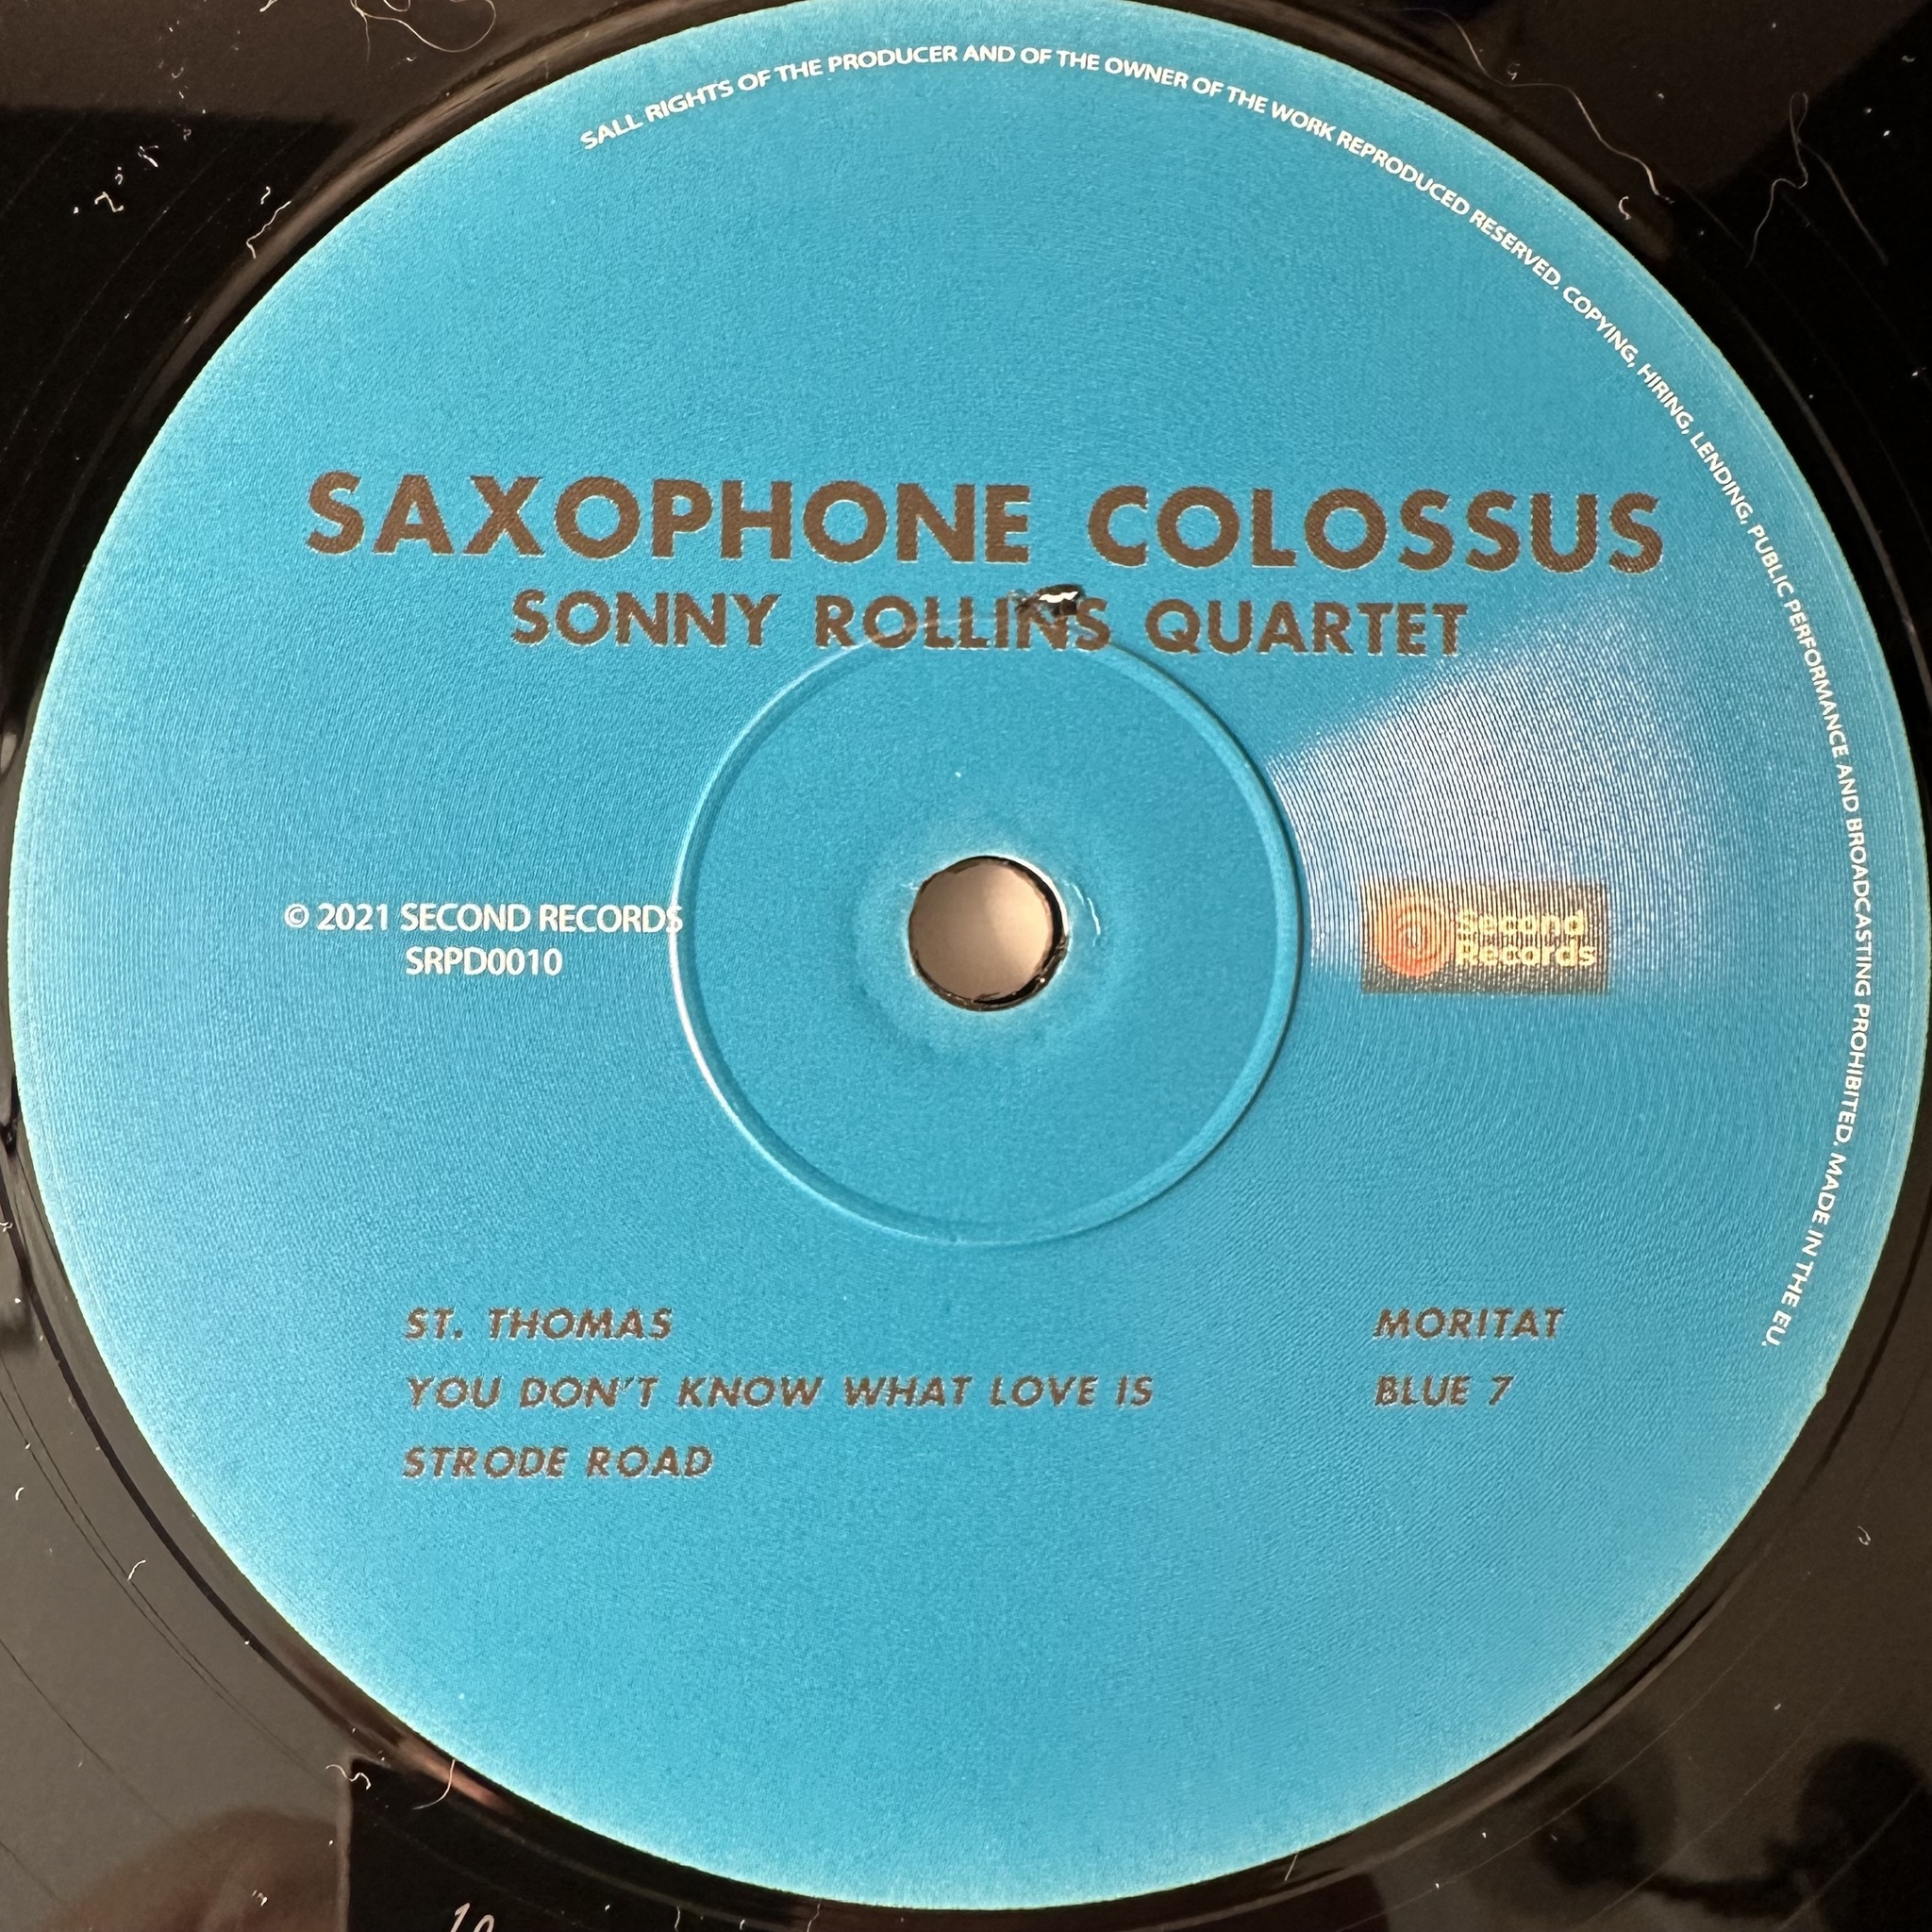 SALL RIGHTS OF THE PRODUCER AND OF THE OWNER OF THE WORK REPRODUCED RESERVED. COPYING, HIRING, LENDING, PUBLIC PERFORMANCE AND BROADCASTING PROHIBITED. MADE IN THE EU.
SAXOPHONE COLOSSUS
SONNY ROLLINS QUARTET
© 2021 SECOND RECORDS
SRPD0010
Second
Records
ST. THOMAS
YOU DON'T KNOW WHAT LOVE IS
STRODE ROAD
MORITAT
BLUE 7